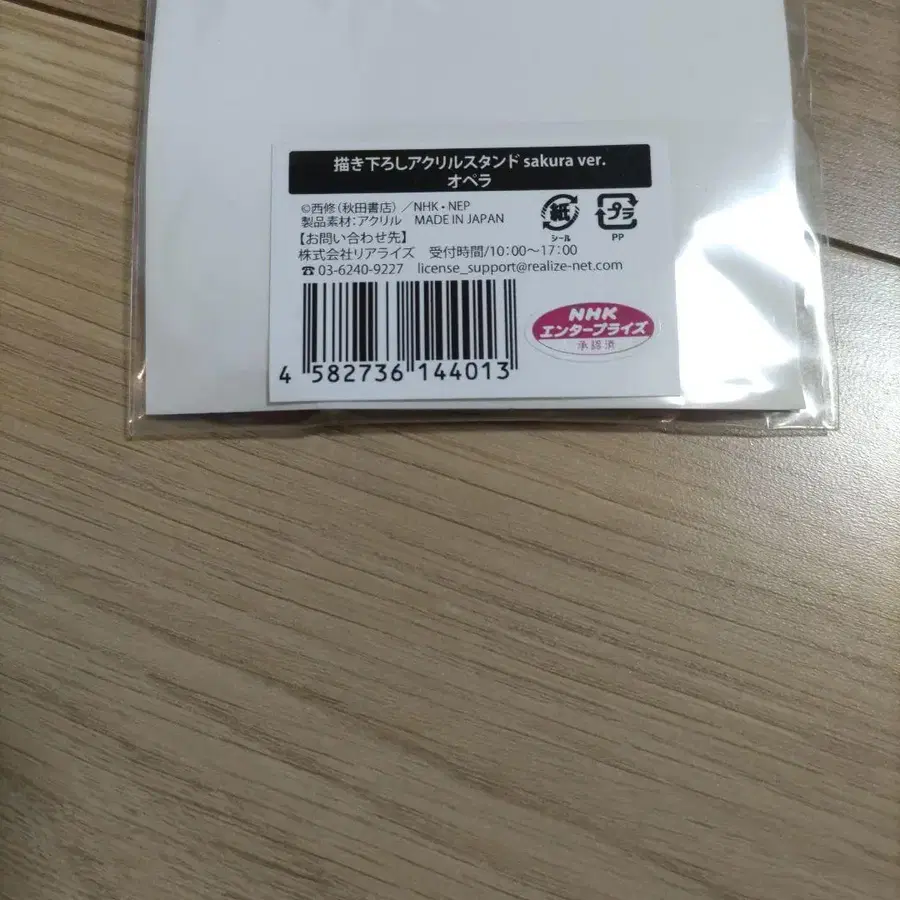 描き下ろしアクリルスタンド sakura ver.
オペラ
©西修（秋田書店）／NHK・NEP
製品素材：アクリル MADE IN JAPAN
【お問い合わせ先】
株式会社リアライズ 受付時間/10：00～17：00
☎03-6240-9227 license_support@realize-net.com
紙
シール
プラ
PP
NHK
エンタープライズ
承認済
4 582736 144013